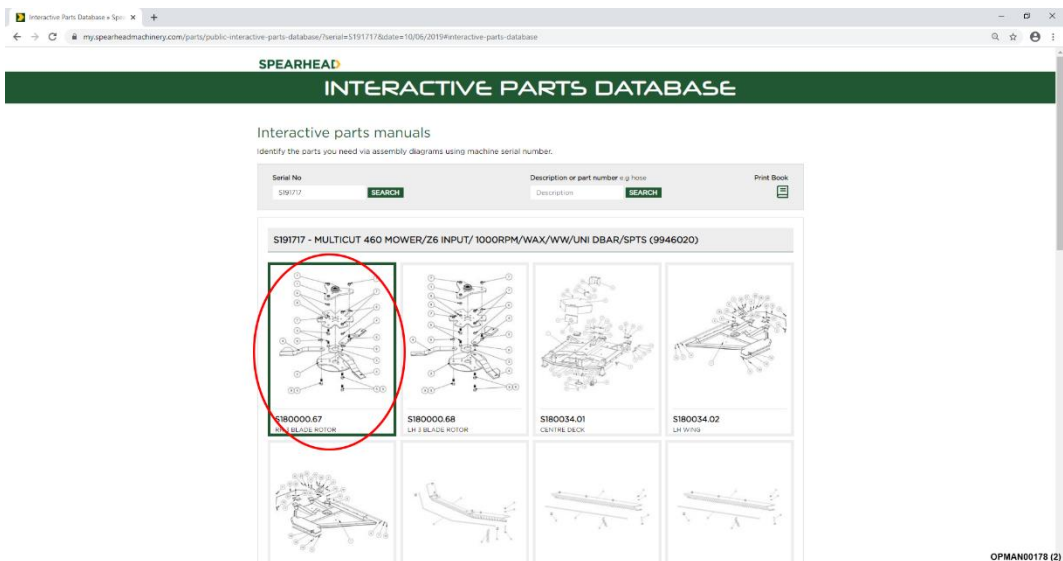 Interactive Parts Database » Spe
my.spearheadmachinery.com/parts/public-interactive-parts-database/?serial=S191717&date=10/06/2019#interactive-parts-database
SPEARHEAD
INTERACTIVE PARTS DATABASE
Interactive parts manuals
Identify the parts you need via assembly diagrams using machine serial number.
Serial No
Description or part number e.g hose
Print Book
S191717
SEARCH
Description
SEARCH
S191717 - MULTICUT 460 MOWER/Z6 INPUT/ 1000RPM/WAX/WW/UNI DBAR/SPTS (9946020)
S180000.67
S180000.68
S180034.01
S180034.02
RH 3 BLADE ROTOR
LH 3 BLADE ROTOR
CENTRE DECK
LH WING
OPMAN00178 (2)